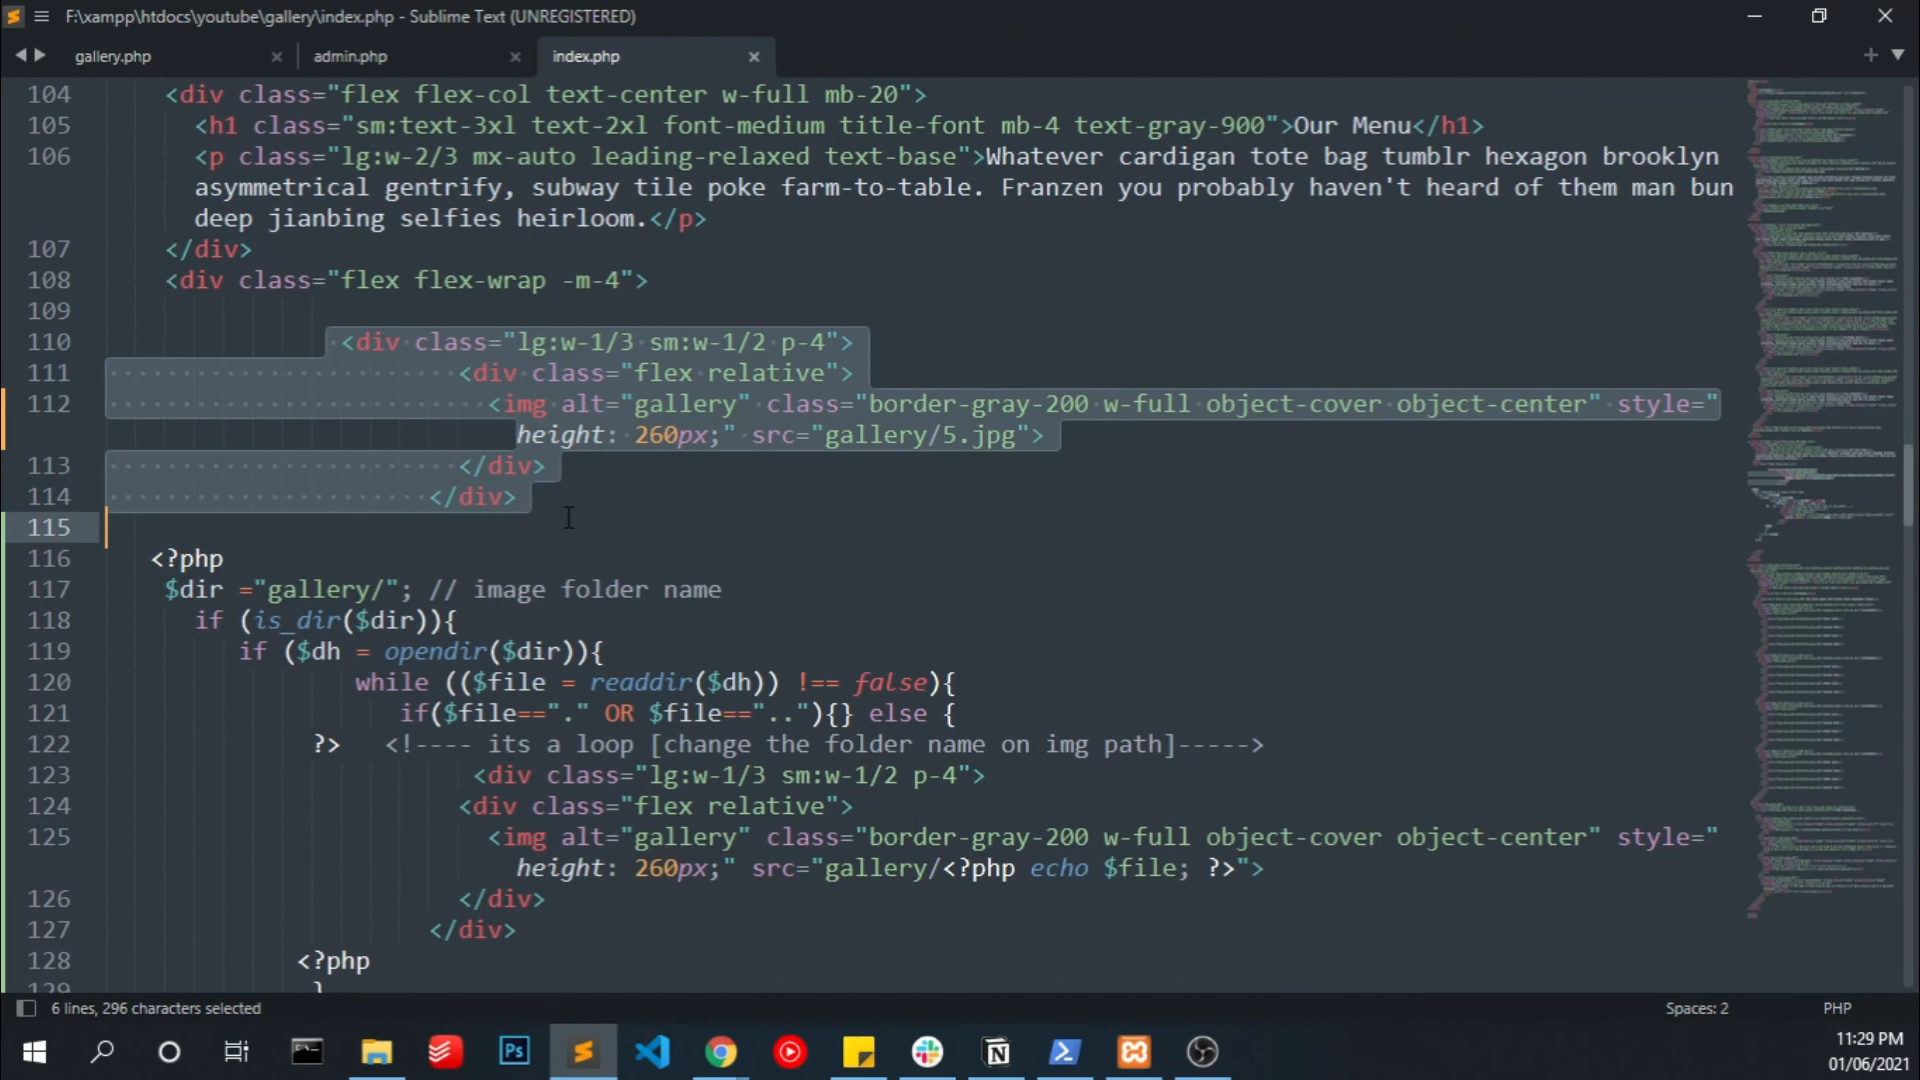 F:\xampp\htdocs\youtube\gallery\index.php - Sublime Text (UNREGISTERED)
gallery.php
admin.php
index.php
104 <div class="flex flex-col text-center w-full mb-20">
105 <h1 class="sm:text-3xl text-2xl font-medium title-font mb-4 text-gray-900">Our Menu</h1>
106 <p class="lg:w-2/3 mx-auto leading-relaxed text-base">Whatever cardigan tote bag tumblr hexagon brooklyn
asymmetrical gentrify, subway tile poke farm-to-table. Franzen you probably haven't heard of them man bun
deep jianbing selfies heirloom.</p>
107 </div>
108 <div class="flex flex-wrap -m-4">
109
110 <div class="lg:w-1/3 sm:w-1/2 p-4">
111 <div class="flex relative">
112 <img alt="gallery" class="border-gray-200 w-full object-cover object-center" style="
height: 260px;" src="gallery/5.jpg">
113 </div>
114 </div>
115
116 <?php
117 $dir ="gallery/"; // image folder name
118 if (is_dir($dir)){
119 if ($dh = opendir($dir)){
120 while (($file = readdir($dh)) !== false){
121 if($file=="." OR $file==".."){} else {
122 ?> <!---- its a loop [change the folder name on img path]----->
123 <div class="lg:w-1/3 sm:w-1/2 p-4">
124 <div class="flex relative">
125 <img alt="gallery" class="border-gray-200 w-full object-cover object-center" style="
height: 260px;" src="gallery/<?php echo $file; ?>">
126 </div>
127 </div>
128 <?php
129 }
6 lines, 296 characters selected
Spaces: 2
PHP
Ps
11:29 PM
01/06/2021